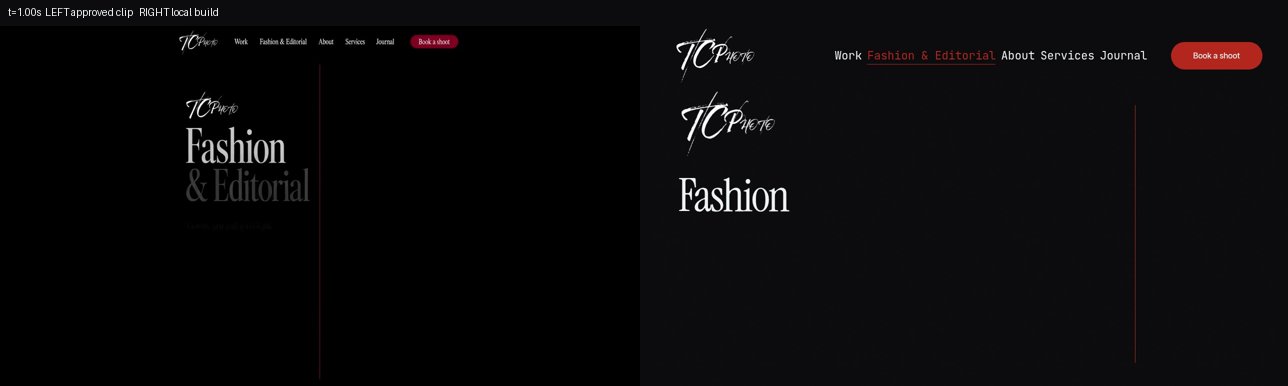 t=1.00s LEFT approved clip RIGHT local build
TCPHOTO
Work Fashion & Editorial About Services Journal Book a shoot
TCPHOTO
Fashion
& Editorial
TCPHOTO
Work Fashion & Editorial About Services Journal Book a shoot
TCPHOTO
Fashion